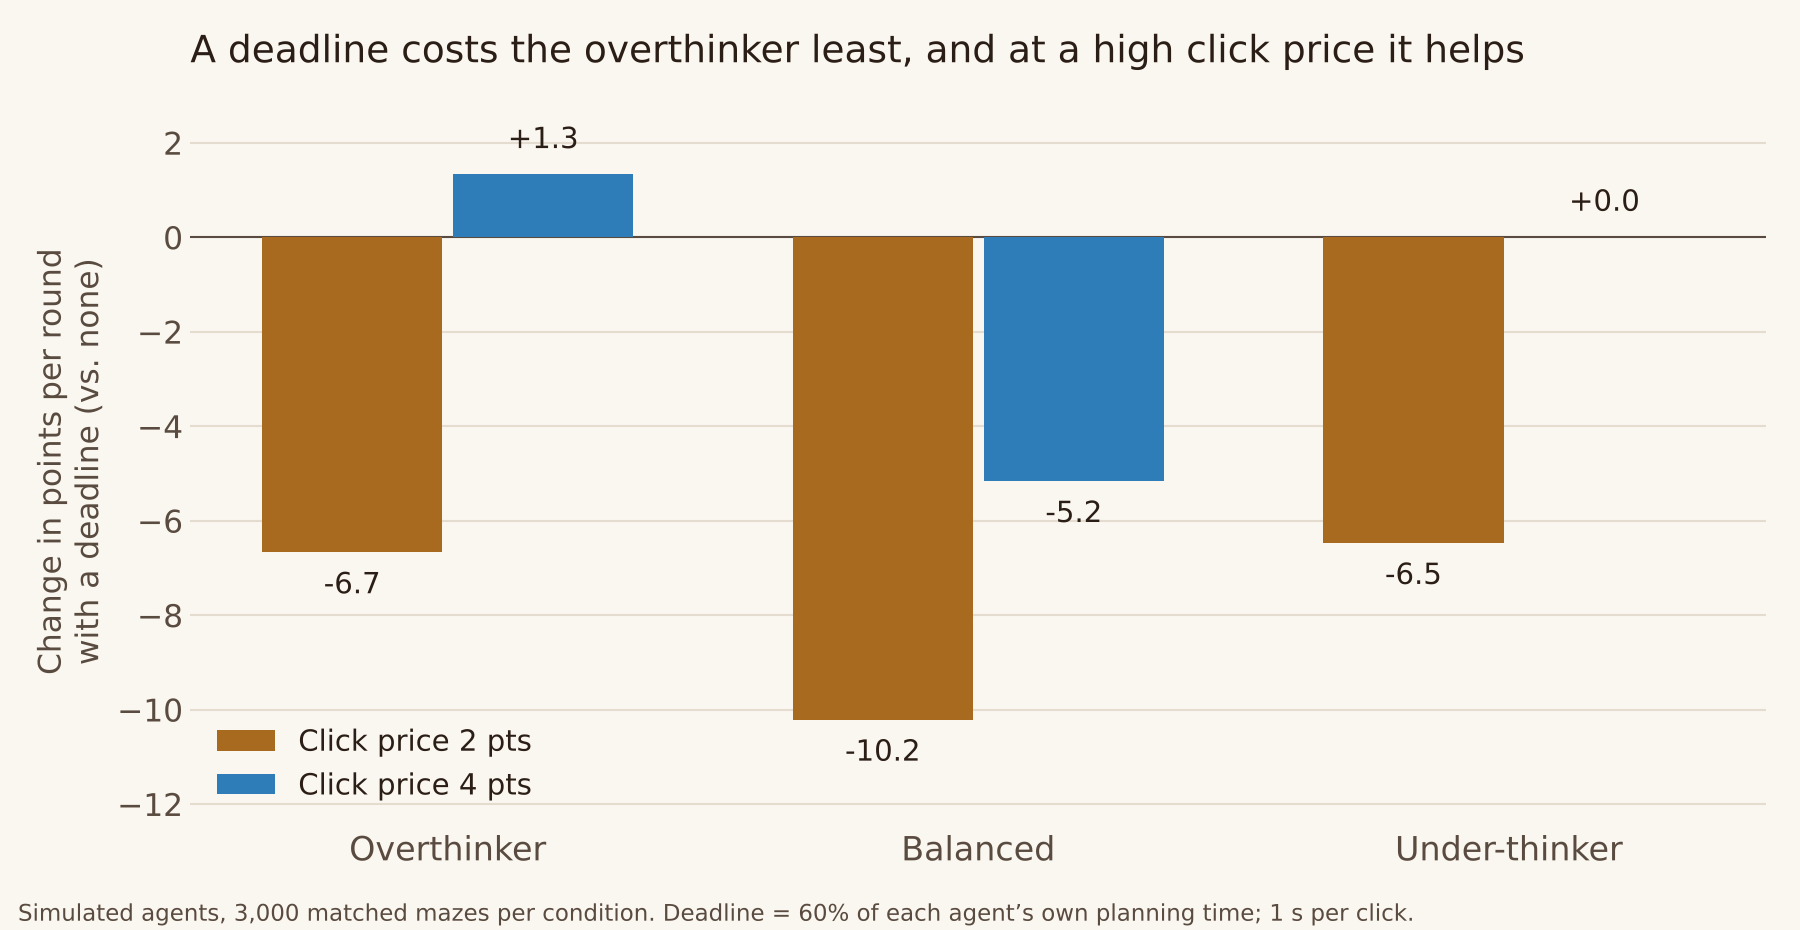 A deadline costs the overthinker least, and at a high click price it helps
Change in points per round
with a deadline (vs. none)
2
0
−2
−4
−6
−8
−10
−12
+1.3
+0.0
-6.7
-10.2
-5.2
-6.5
Click price 2 pts
Click price 4 pts
Overthinker
Balanced
Under-thinker
Simulated agents, 3,000 matched mazes per condition. Deadline = 60% of each agent’s own planning time; 1 s per click.